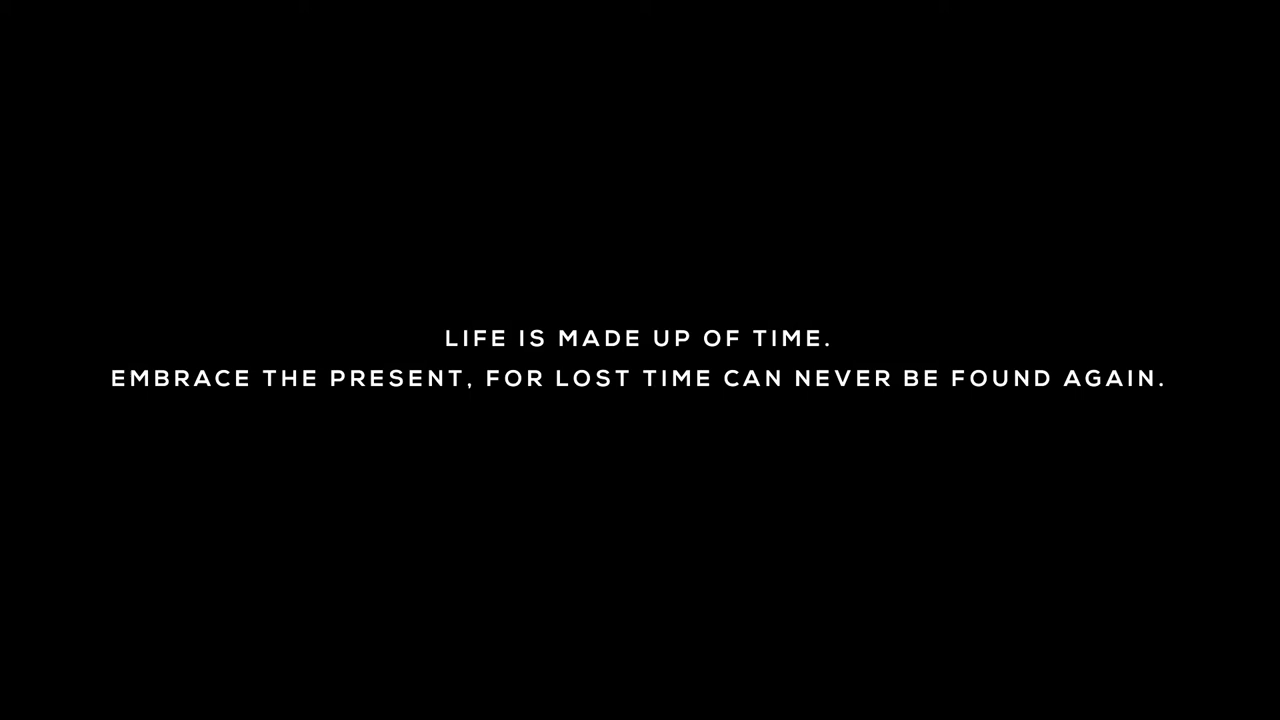 LIFE IS MADE UP OF TIME.
EMBRACE THE PRESENT, FOR LOST TIME CAN NEVER BE FOUND AGAIN.